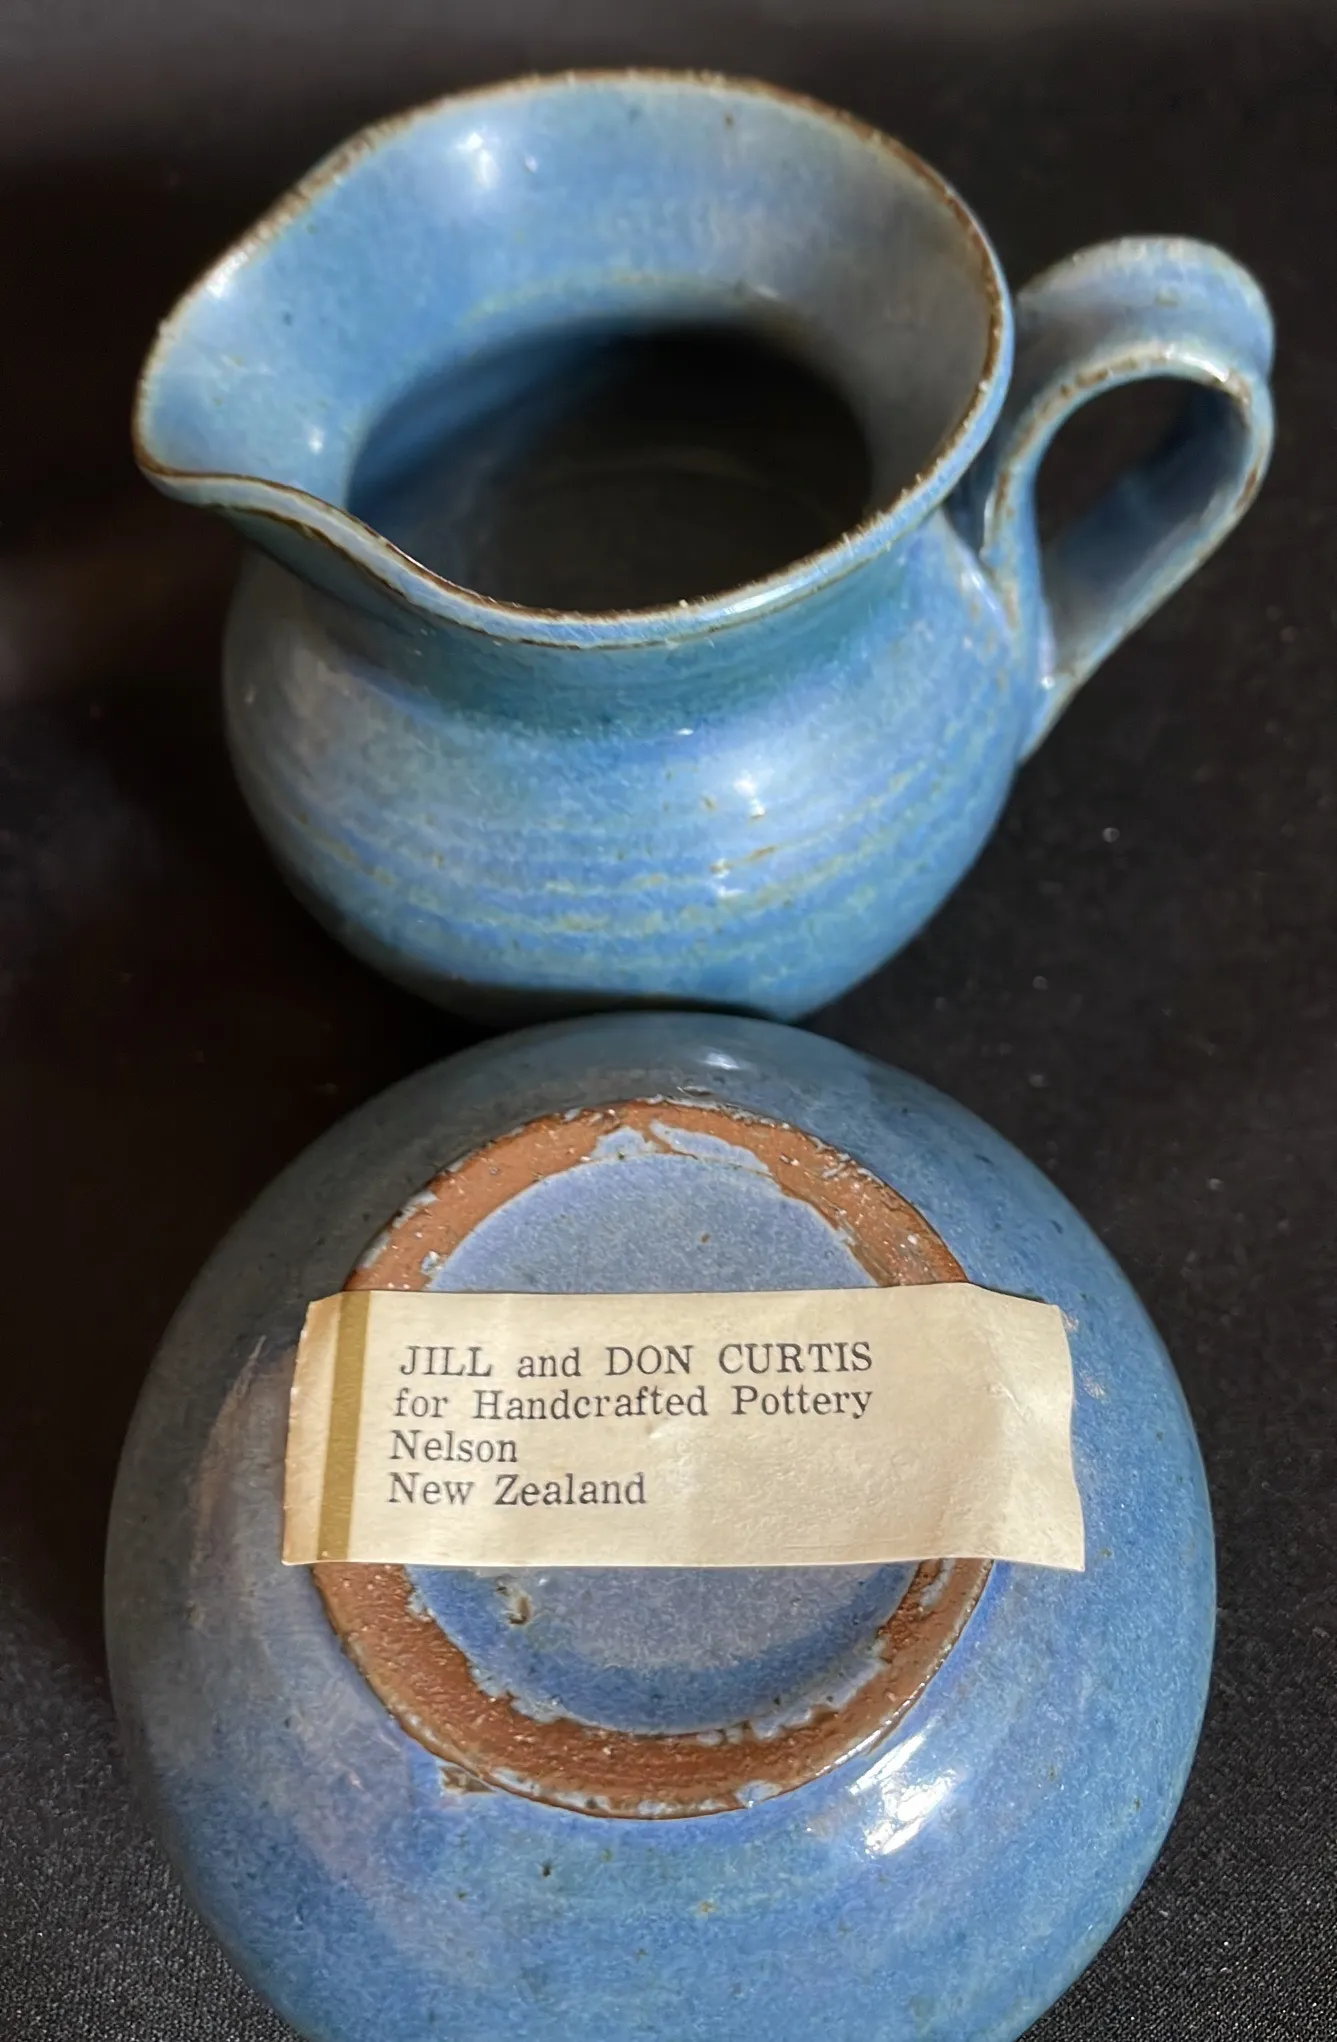 JILL and DON CURTIS
for Handcrafted Pottery
Nelson
New Zealand